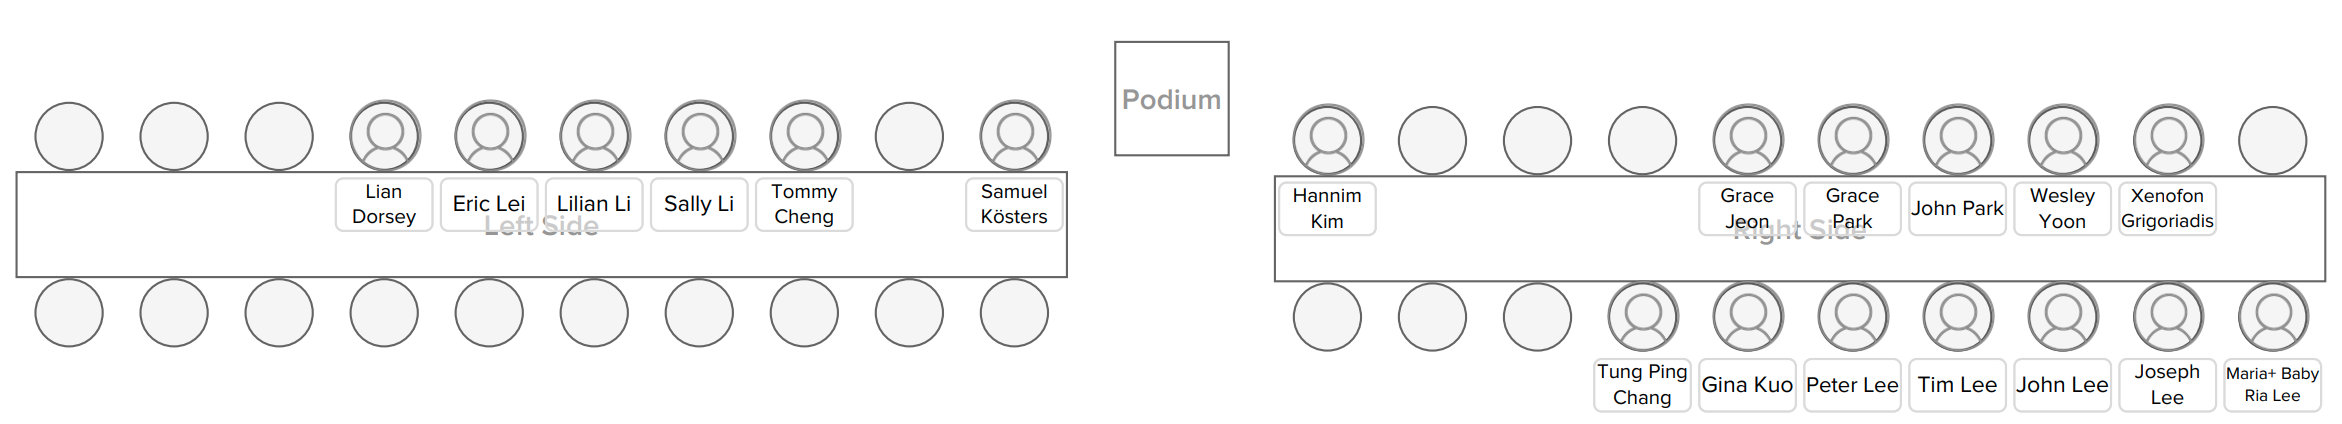 Podium
Lian
Dorsey
Eric Lei
Lilian Li
Sally Li
Tommy
Cheng
Samuel
Kösters
Left Side
Hannim
Kim
Grace
Jeon
Grace
Park
John Park
Wesley
Yoon
Xenofon
Grigoriadis
Right Side
Tung Ping
Chang
Gina Kuo
Peter Lee
Tim Lee
John Lee
Joseph
Lee
Maria+ Baby
Ria Lee